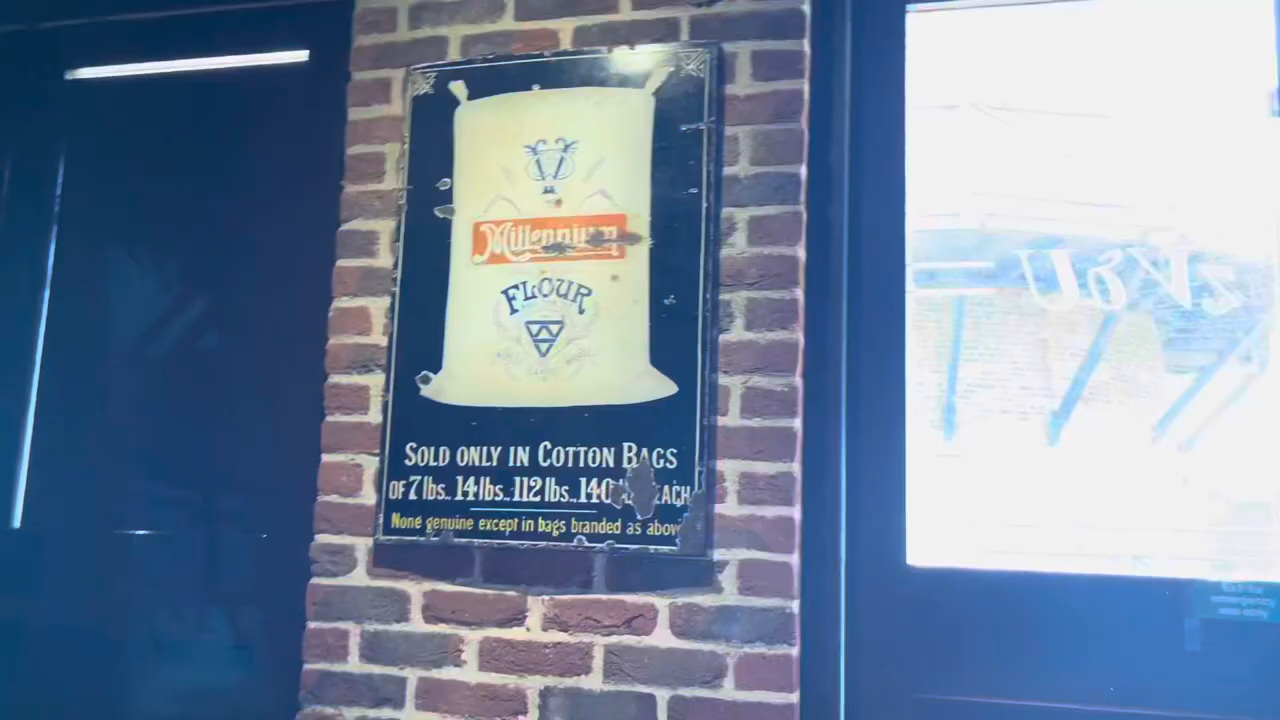 Millennium
FLOUR
SOLD ONLY IN COTTON BAGS
OF 7 lbs., 14 lbs., 112 lbs., 140 EACH
None genuine except in bags branded as above